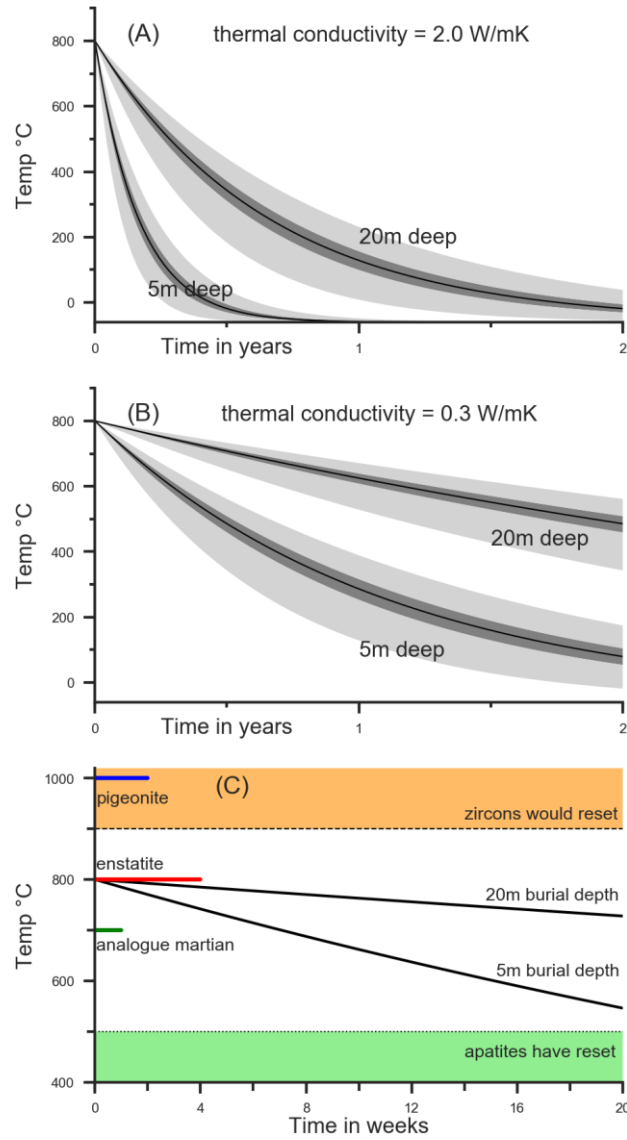 (A) thermal conductivity = 2.0 W/mK
800
600
400
200
0
Temp °C
20m deep
5m deep
0 1 2
Time in years
(B) thermal conductivity = 0.3 W/mK
800
600
400
200
0
Temp °C
20m deep
5m deep
0 1 2
Time in years
(C)
1000
800
600
400
Temp °C
pigeonite
zircons would reset
enstatite
20m burial depth
analogue martian
5m burial depth
apatites have reset
0 4 8 12 16 20
Time in weeks